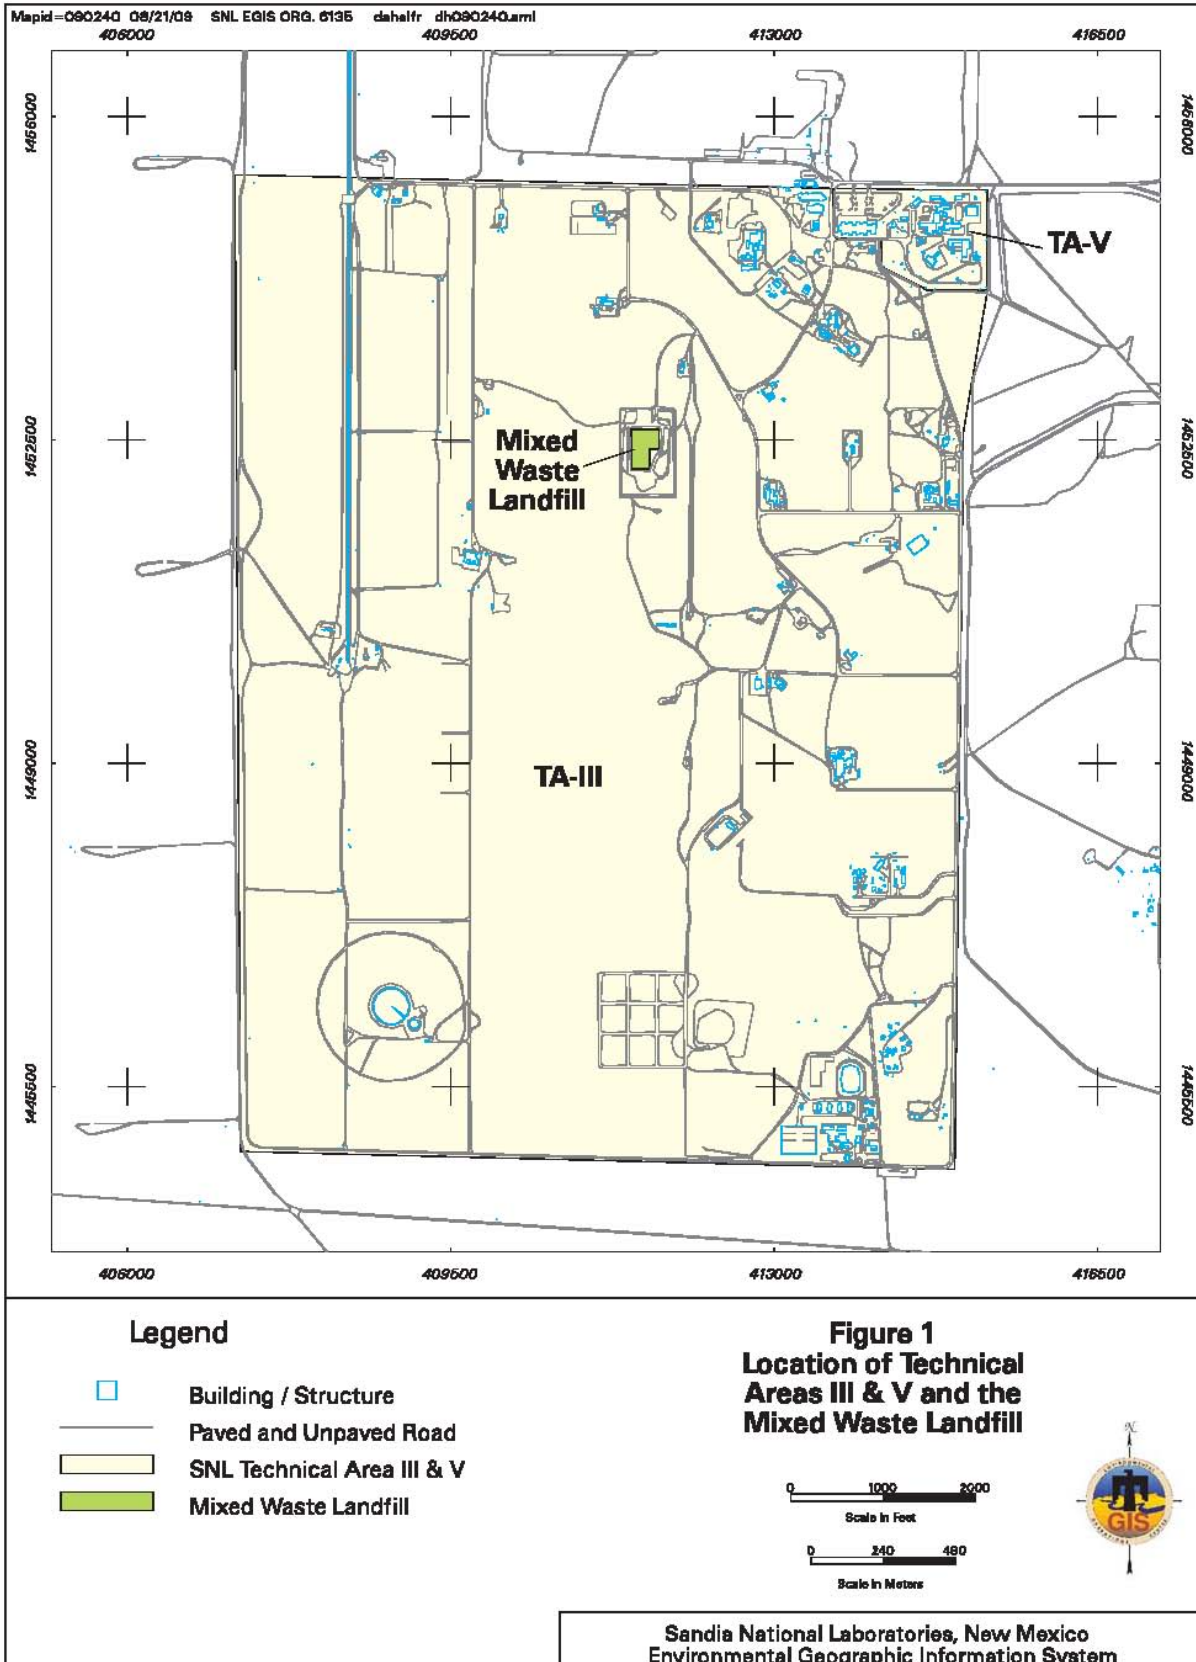 Mapid=090240 08/21/09 SNL EGIS ORG. 6135 dahelfr dh090240.aml
406000 409500 413000 416500
1456000 1456000
TA-V
1452500 1452500
Mixed
Waste
Landfill
1449000 1449000
TA-III
1445500 1445500
406000 409500 413000 416500
Legend
Building / Structure
Paved and Unpaved Road
SNL Technical Area III & V
Mixed Waste Landfill
Figure 1
Location of Technical
Areas III & V and the
Mixed Waste Landfill
0 1000 2000
Scale in Feet
0 240 480
Scale in Meters
N
GIS
Sandia National Laboratories, New Mexico
Environmental Geographic Information System